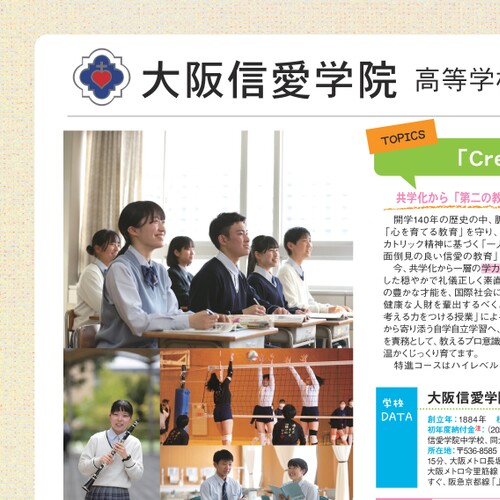 大阪信愛学院 高等学校
TOPICS
「Cre
共学化から「第二の教
開学140年の歴史の中、
「心を育てる教育」を守り、
カトリック精神に基づく「一人
面倒見の良い信愛の教育」
今、共学化から一層の学力
した穏やかで礼儀正しく素直
の豊かな才能を、国際社会に
健康な人財を輩出するべく、
考える力をつける授業」によ
から寄り添う自学自立学習へ、
を責務として、教えるプロ意識
温かくじっくり育てます。
特進コースはハイレベル
学校
DATA
大阪信愛学院
創立年：1884年
初年度納付金注：（20
信愛学院中学校、同
所在地：〒536-8585
15分、大阪メトロ長堀
大阪メトロ今里筋線
すぐ、阪急京都線「上